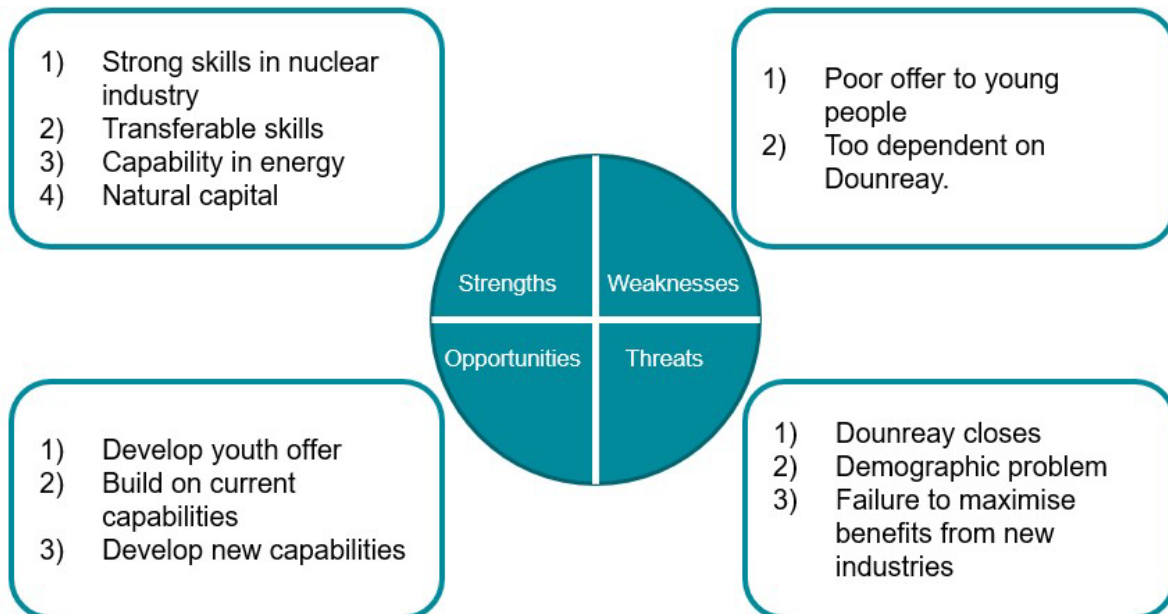 1) Strong skills in nuclear
industry
2) Transferable skills
3) Capability in energy
4) Natural capital
1) Poor offer to young
people
2) Too dependent on
Dounreay.
Strengths
Weaknesses
Opportunities
Threats
1) Develop youth offer
2) Build on current
capabilities
3) Develop new capabilities
1) Dounreay closes
2) Demographic problem
3) Failure to maximise
benefits from new
industries